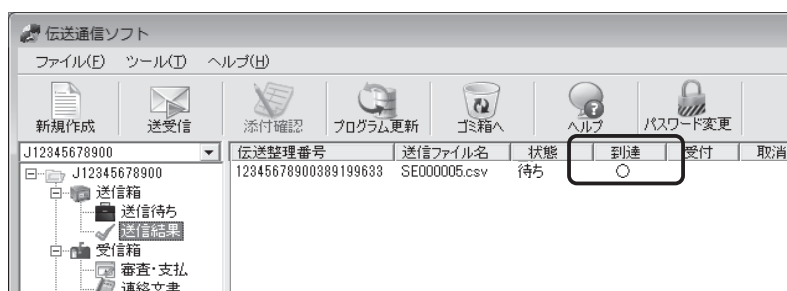 伝送通信ソフト
ファイル(F) ツール(T) ヘルプ(H)
新規作成 送受信 添付確認 プログラム更新 ゴミ箱へ ヘルプ パスワード変更
J12345678900 伝送整理番号 送信ファイル名 状態 到達 受付 取消
J12345678900 12345678900389199633 SE000005.csv 待ち ○
送信箱
送信待ち
送信結果
受信箱
審査・支払
連絡文書